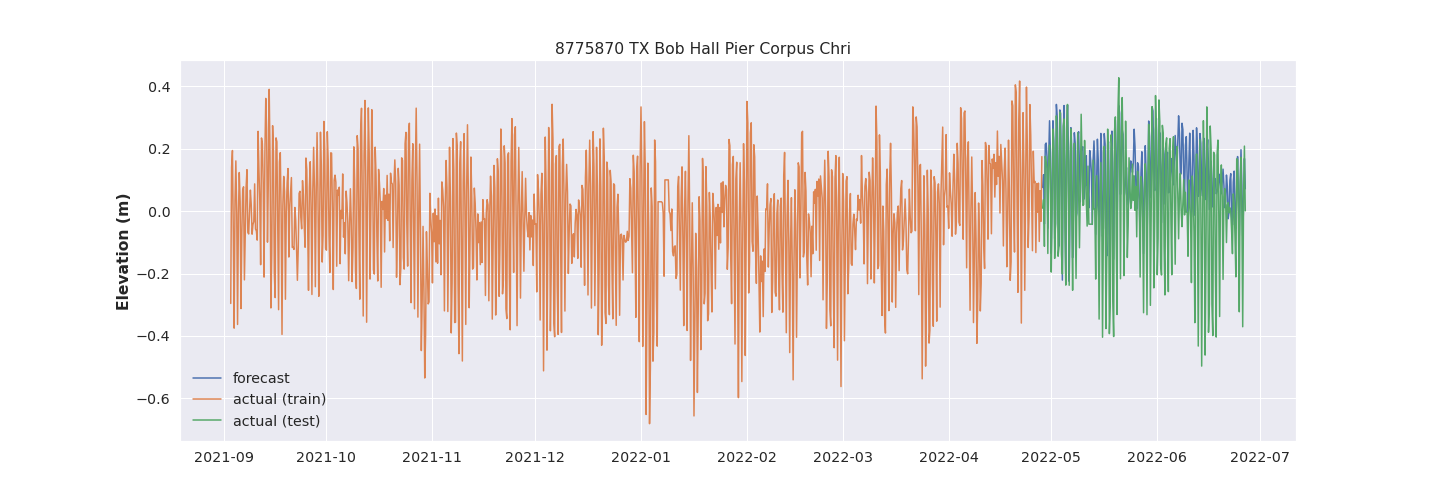 8775870 TX Bob Hall Pier Corpus Chri
Elevation (m)
0.4
0.2
0.0
−0.2
−0.4
−0.6
forecast
actual (train)
actual (test)
2021-09 2021-10 2021-11 2021-12 2022-01 2022-02 2022-03 2022-04 2022-05 2022-06 2022-07